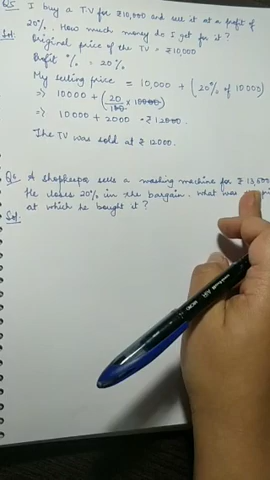 Q5. I buy a T.V for ₹10,000 and sell it at a profit of
20%. How much money do I get for it?
Sol: Original price of the TV = ₹10,000
Profit % = 20%
My selling price = 10,000 + (20% of 10000)
⇒ 10000 + (20/100 × 10000)
⇒ 10000 + 2000 = ₹ 12000.
The TV was sold at ₹ 12000.
Q6. A shopkeeper sells a washing machine for ₹ 13,500
He loses 20% in the bargain. What was
at which he bought it?
Sol.